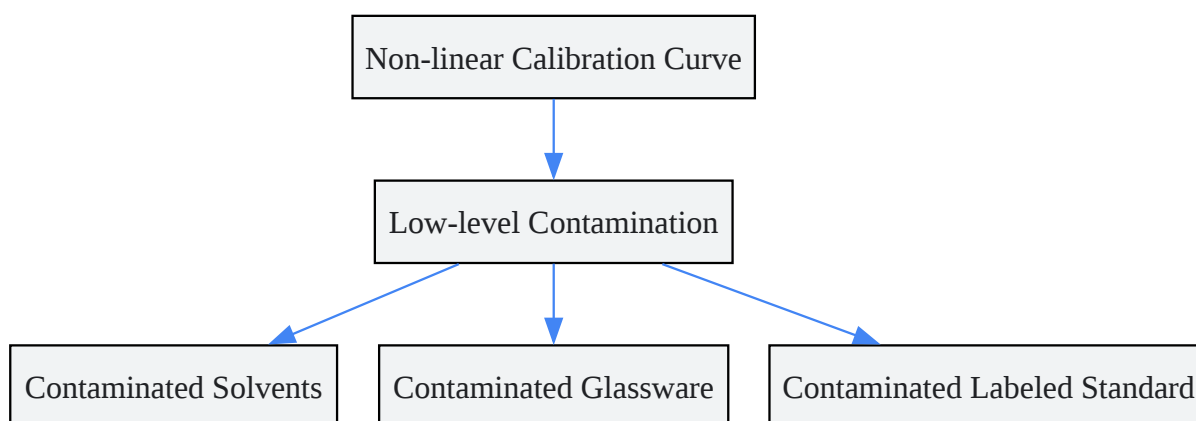 Non-linear Calibration Curve
Low-level Contamination
Contaminated Solvents
Contaminated Glassware
Contaminated Labeled Standard